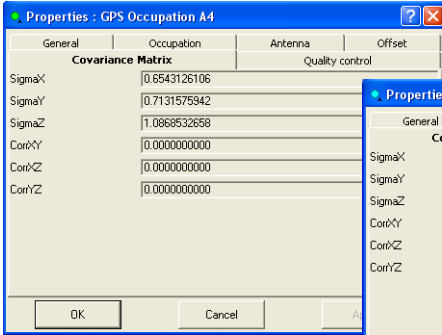 Properties : GPS Occupation A4
General Occupation Antenna Offset
Covariance Matrix Quality control
SigmaX 0.6543126106
SigmaY 0.7131575942
SigmaZ 1.0868532658
CorrXY 0.0000000000
CorrXZ 0.0000000000
CorrYZ 0.0000000000
OK Cancel
Propertie
General
SigmaX
SigmaY
SigmaZ
CorrXY
CorrXZ
CorrYZ